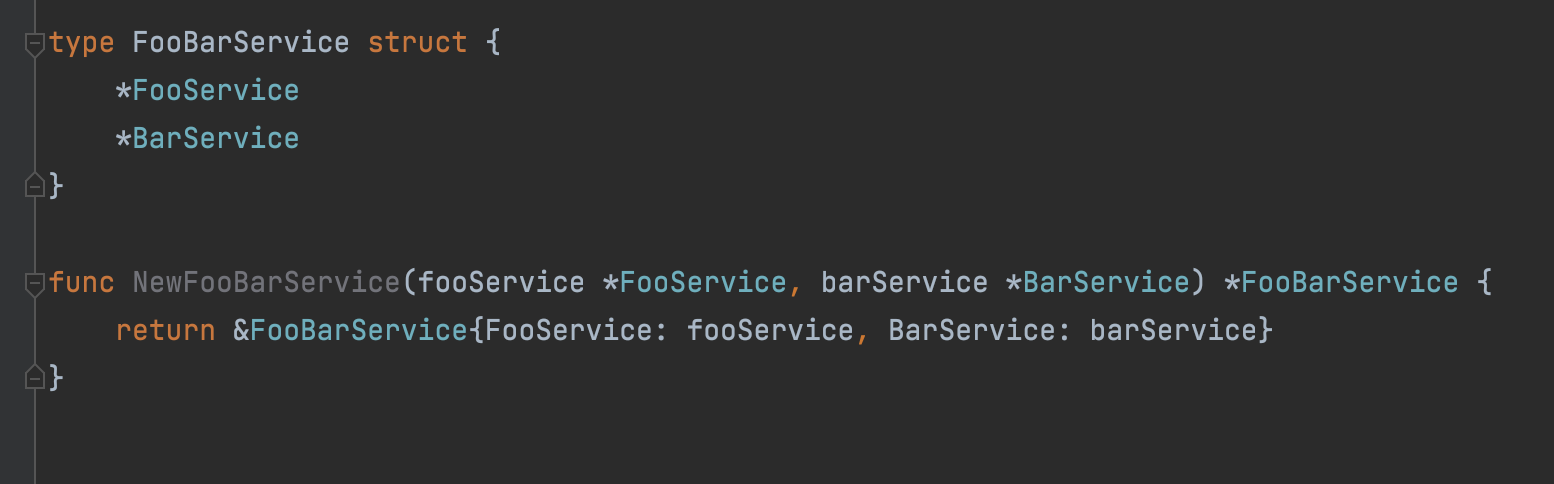 type FooBarService struct {
    *FooService
    *BarService
}

func NewFooBarService(fooService *FooService, barService *BarService) *FooBarService {
    return &FooBarService{FooService: fooService, BarService: barService}
}